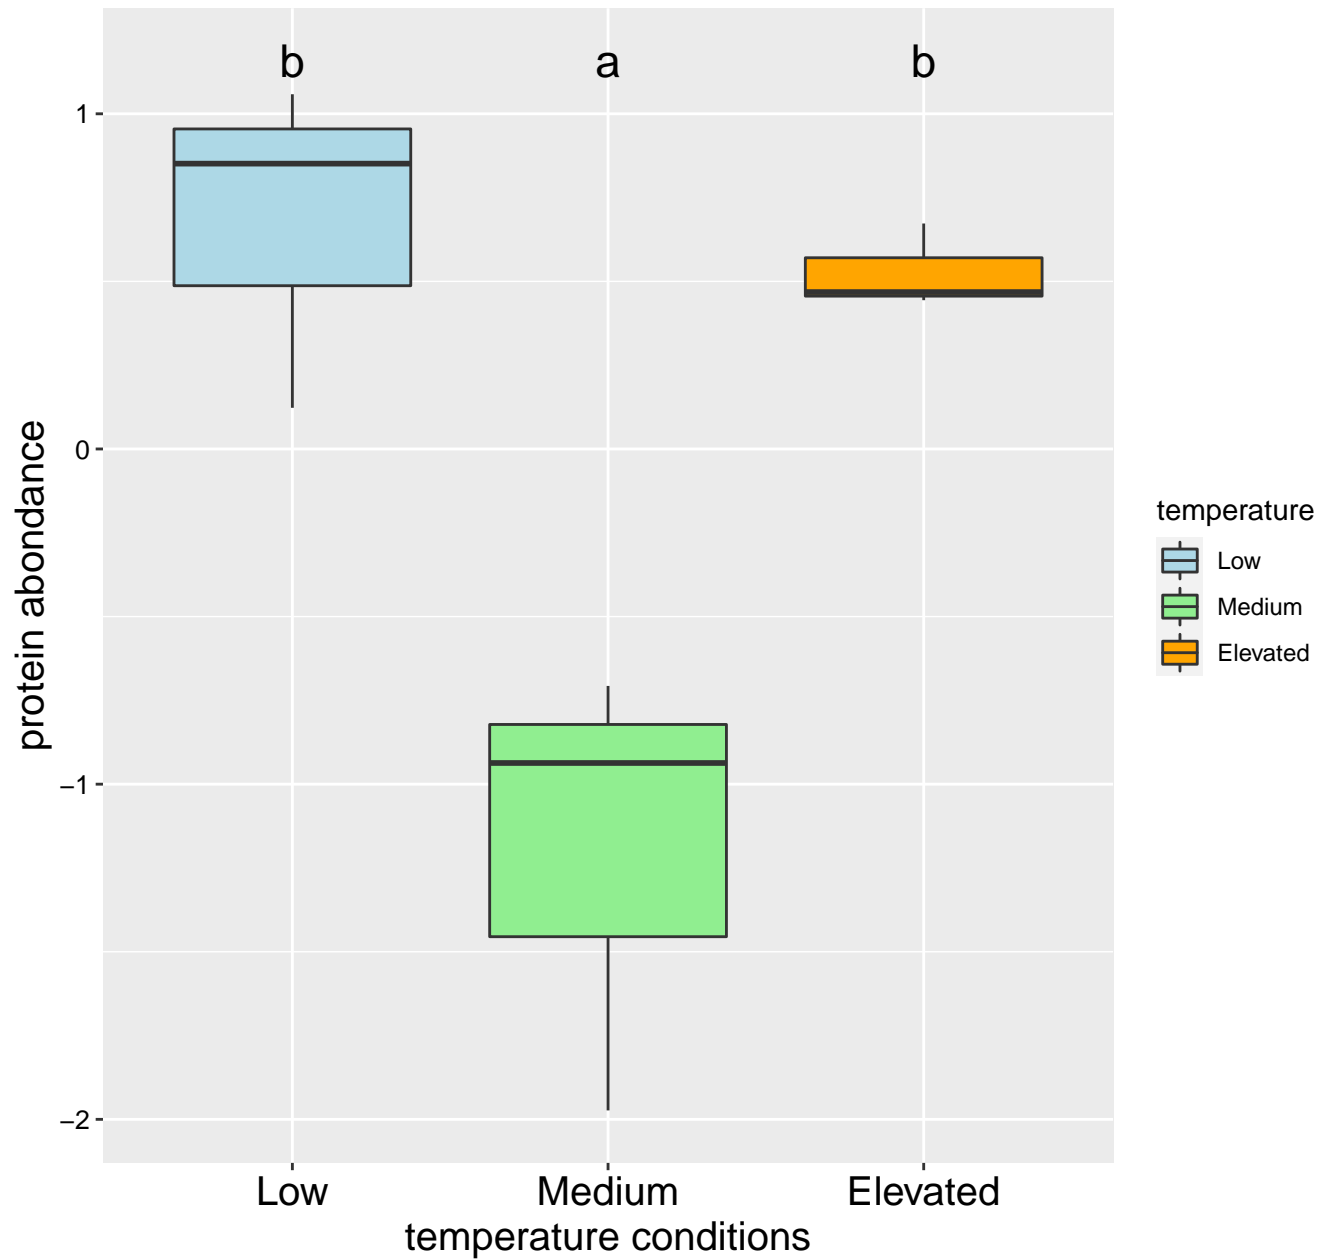 b a b
1
0
−1
−2
protein abondance
Low Medium Elevated
temperature conditions
temperature
Low
Medium
Elevated